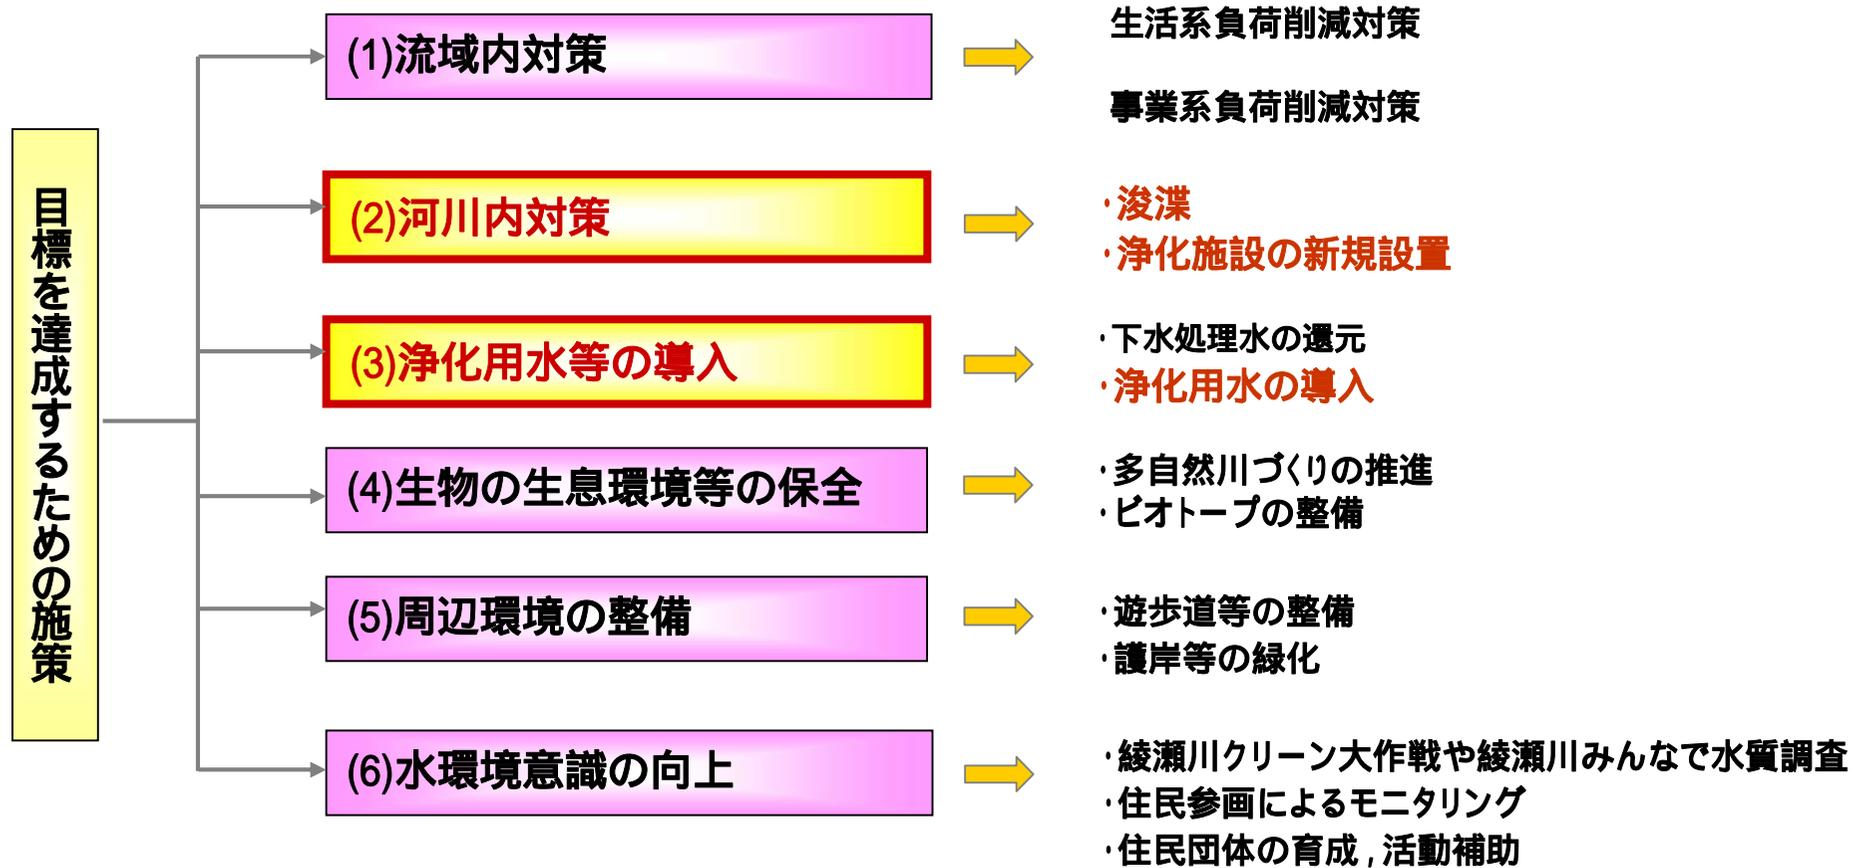 目標を達成するための施策
(1)流域内対策
生活系負荷削減対策
事業系負荷削減対策
(2)河川内対策
・浚渫
・浄化施設の新規設置
(3)浄化用水等の導入
・下水処理水の還元
・浄化用水の導入
(4)生物の生息環境等の保全
・多自然川づくりの推進
・ビオトープの整備
(5)周辺環境の整備
・遊歩道等の整備
・護岸等の緑化
(6)水環境意識の向上
・綾瀬川クリーン大作戦や綾瀬川みんなで水質調査
・住民参画によるモニタリング
・住民団体の育成,活動補助